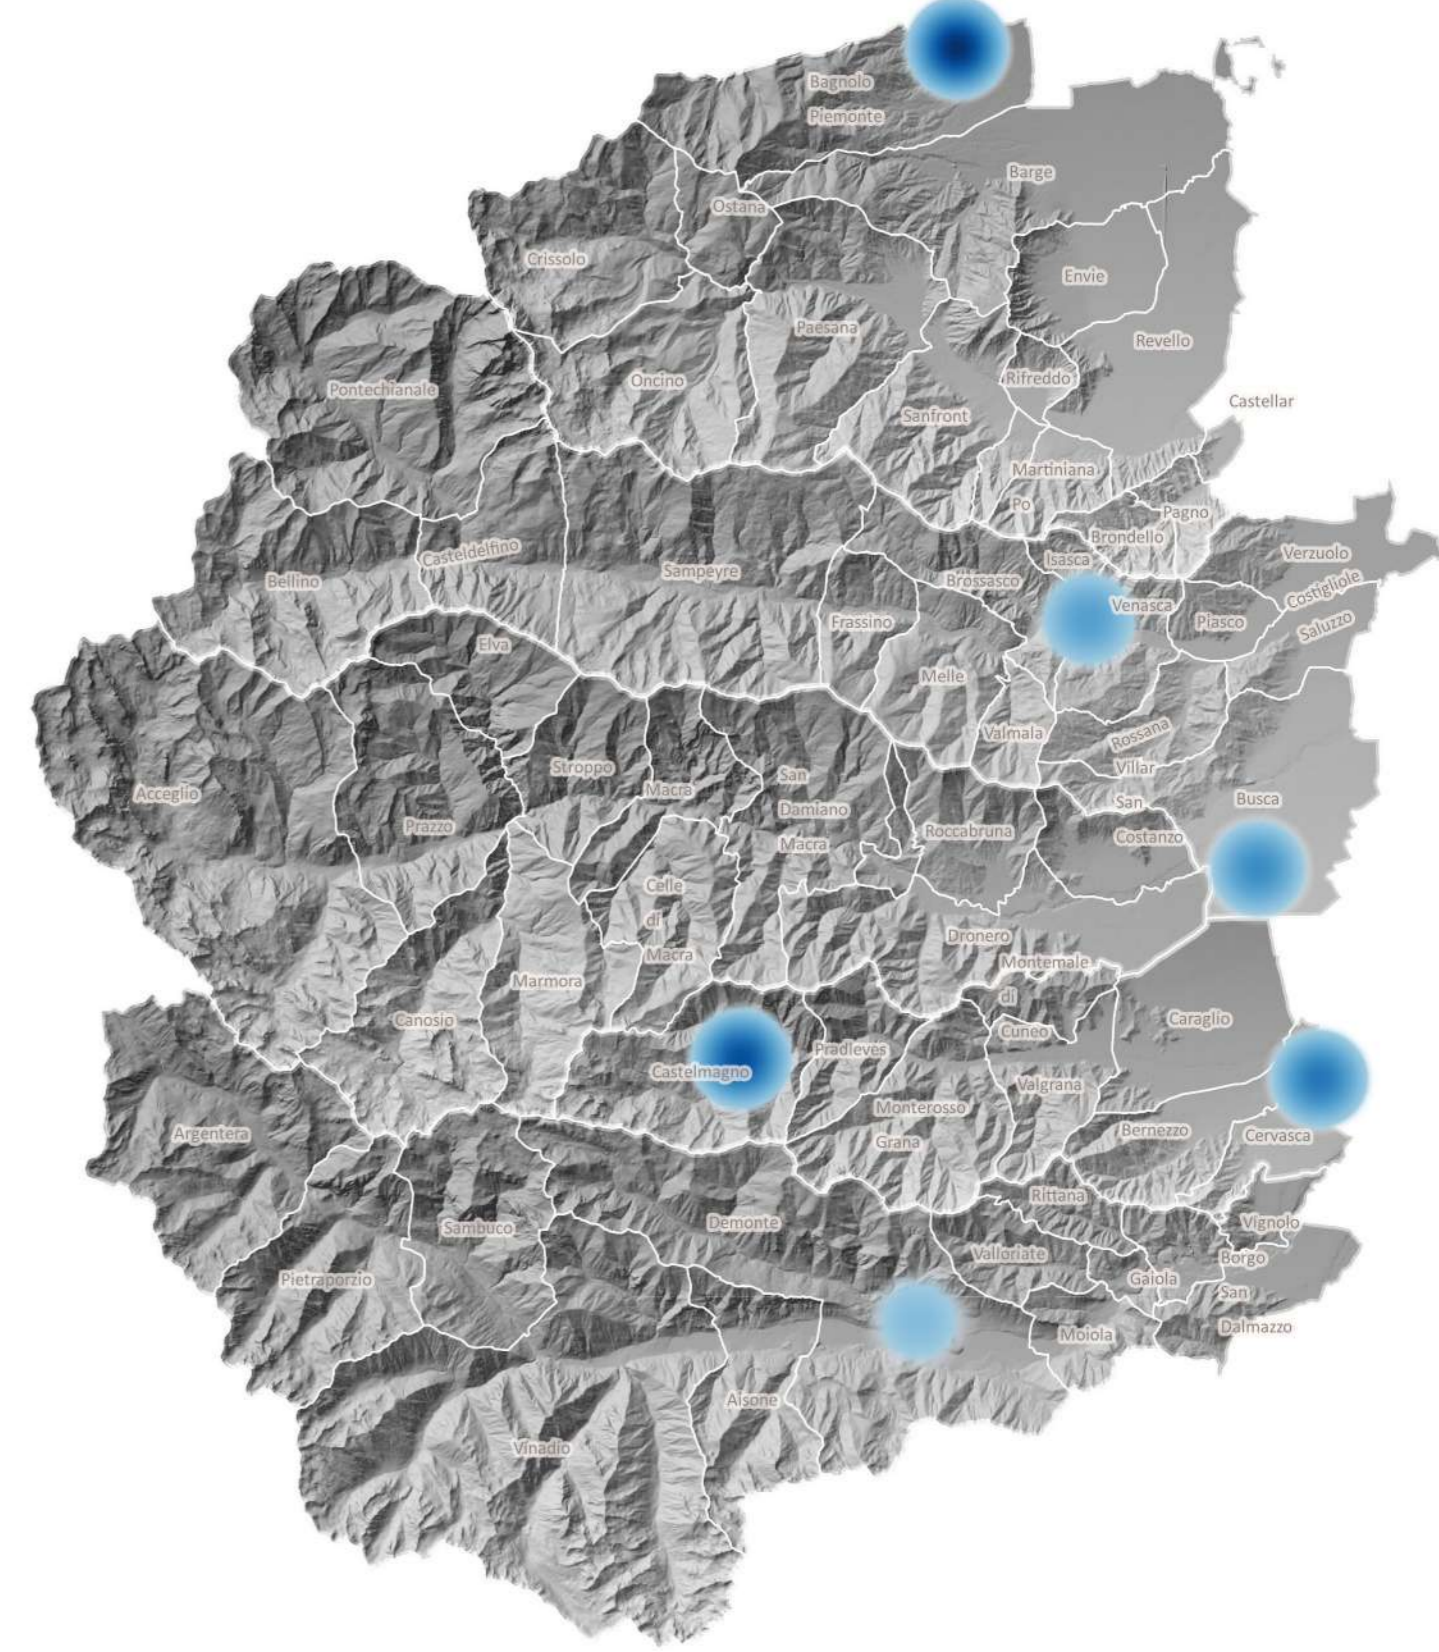 Bagnolo
Piemonte
Barge
Ostana
Crissolo
Envie
Paesana
Revello
Oncino
Rifreddo
Pontechianale
Castellar
Sanfront
Martiniana
Po
Pagno
Brondello
Verzuolo
Casteldelfino
Isasca
Sampeyre
Bellino
Brossasco
Costigliole
Saluzzo
Venasca
Frassino
Piasco
Elva
Melle
Valmala
Rossana
Stroppo
Villar
San
Costanzo
San
Damiano
Macra
Macra
Acceglio
Busca
Prazzo
Roccabruna
Celle
di
Macra
Dronero
Montemale
di
Cuneo
Marmora
Canosio
Caraglio
Pradleves
Castelmagno
Valgrana
Monterosso
Grana
Argentera
Bernezzo
Cervasca
Rittana
Sambuco
Demonte
Vignolo
Valloriate
Borgo
San
Dalmazzo
Pietraporzio
Gaiola
Moiola
Aisone
Vinadio